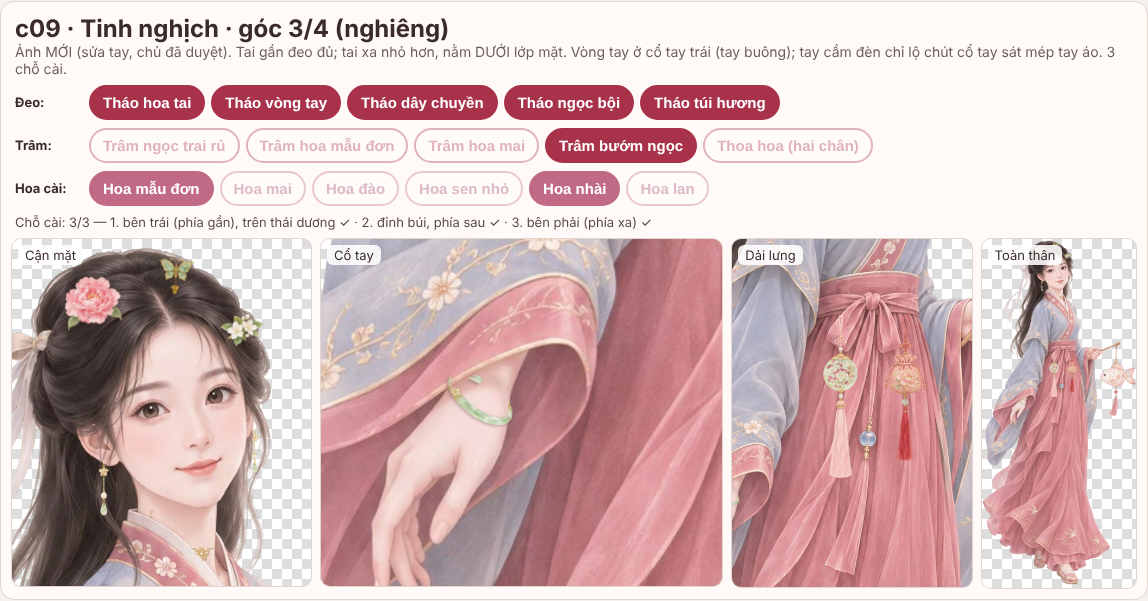 c09 · Tinh nghịch · góc 3/4 (nghiêng)
Ảnh MỚI (sửa tay, chủ đã duyệt). Tai gần đeo đủ; tai xa nhỏ hơn, nằm DƯỚI lớp mặt. Vòng tay ở cổ tay trái (tay buông); tay cầm đèn chỉ lộ chút cổ tay sát mép tay áo. 3
chỗ cài.
Đeo: Tháo hoa tai Tháo vòng tay Tháo dây chuyền Tháo ngọc bội Tháo túi hương
Trâm: Trâm ngọc trai rủ Trâm hoa mẫu đơn Trâm hoa mai Trâm bướm ngọc Thoa hoa (hai chân)
Hoa cài: Hoa mẫu đơn Hoa mai Hoa đào Hoa sen nhỏ Hoa nhài Hoa lan
Chỗ cài: 3/3 — 1. bên trái (phía gần), trên thái dương ✓ · 2. đỉnh búi, phía sau ✓ · 3. bên phải (phía xa) ✓
Cận mặt Cổ tay Dải lưng Toàn thân